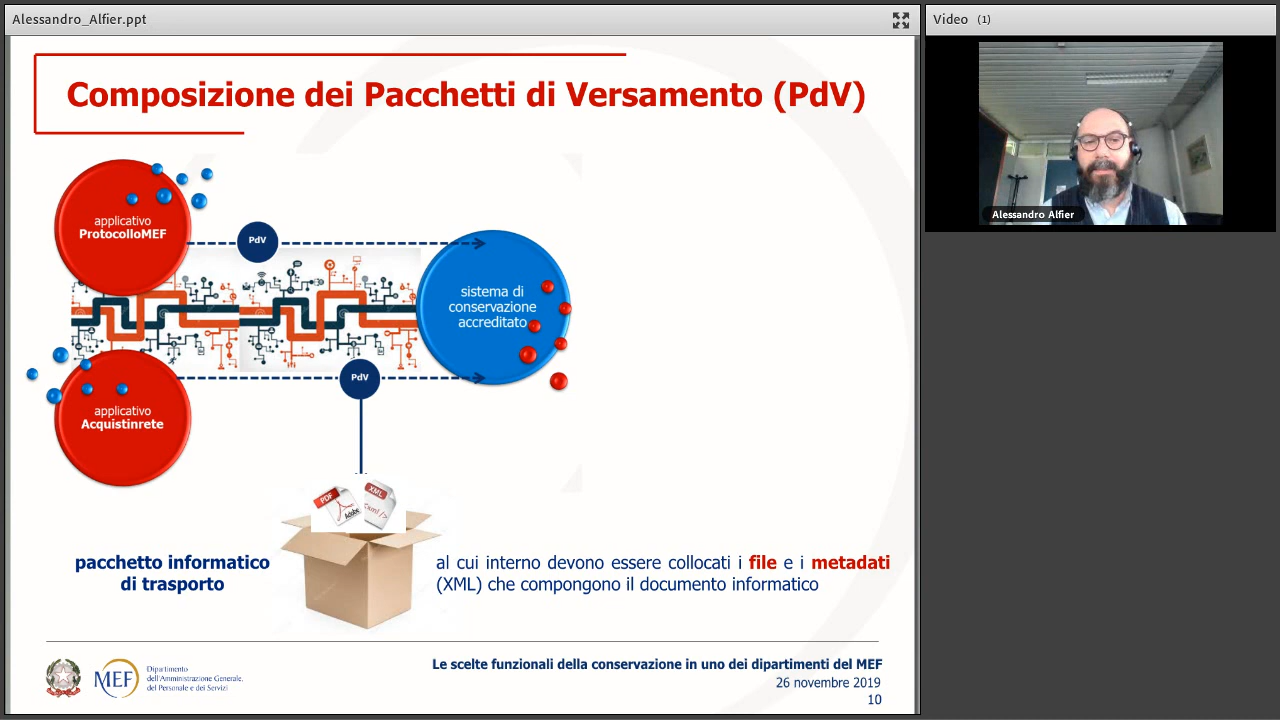 Alessandro_Alfier.ppt
Video (1)
Composizione dei Pacchetti di Versamento (PdV)
applicativo
ProtocolloMEF
PdV
sistema di
conservazione
accreditato
PdV
applicativo
Acquistinrete
PDF
Adobe
XML
pacchetto informatico
di trasporto
al cui interno devono essere collocati i file e i metadati
(XML) che compongono il documento informatico
MEF
Dipartimento
dell'Amministrazione Generale,
del Personale e dei Servizi
Le scelte funzionali della conservazione in uno dei dipartimenti del MEF
26 novembre 2019
10
Alessandro Alfier